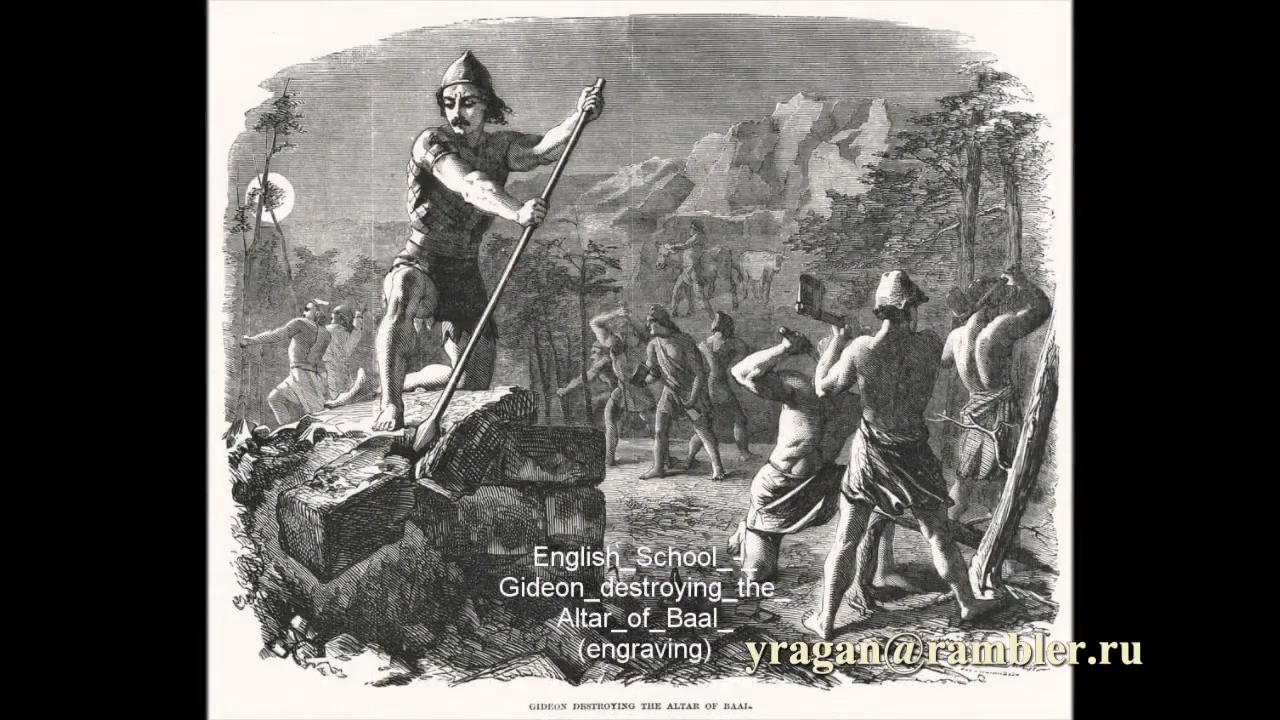 English_School_-_
Gideon_destroying_the_
Altar_of_Baal_
(engraving)
yragan@rambler.ru
GIDEON DESTROYING THE ALTAR OF BAAL.